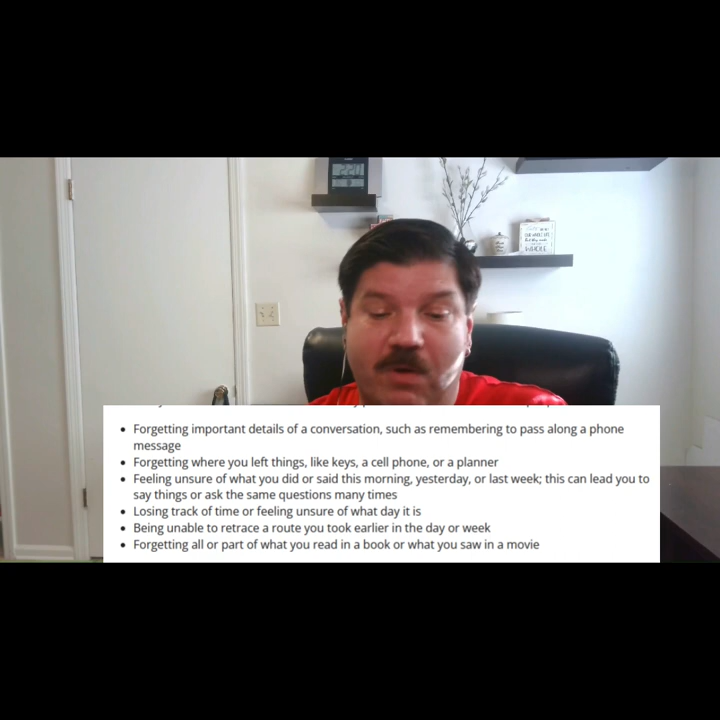 2:27
• Forgetting important details of a conversation, such as remembering to pass along a phone
message
• Forgetting where you left things, like keys, a cell phone, or a planner
• Feeling unsure of what you did or said this morning, yesterday, or last week; this can lead you to
say things or ask the same questions many times
• Losing track of time or feeling unsure of what day it is
• Being unable to retrace a route you took earlier in the day or week
• Forgetting all or part of what you read in a book or what you saw in a movie